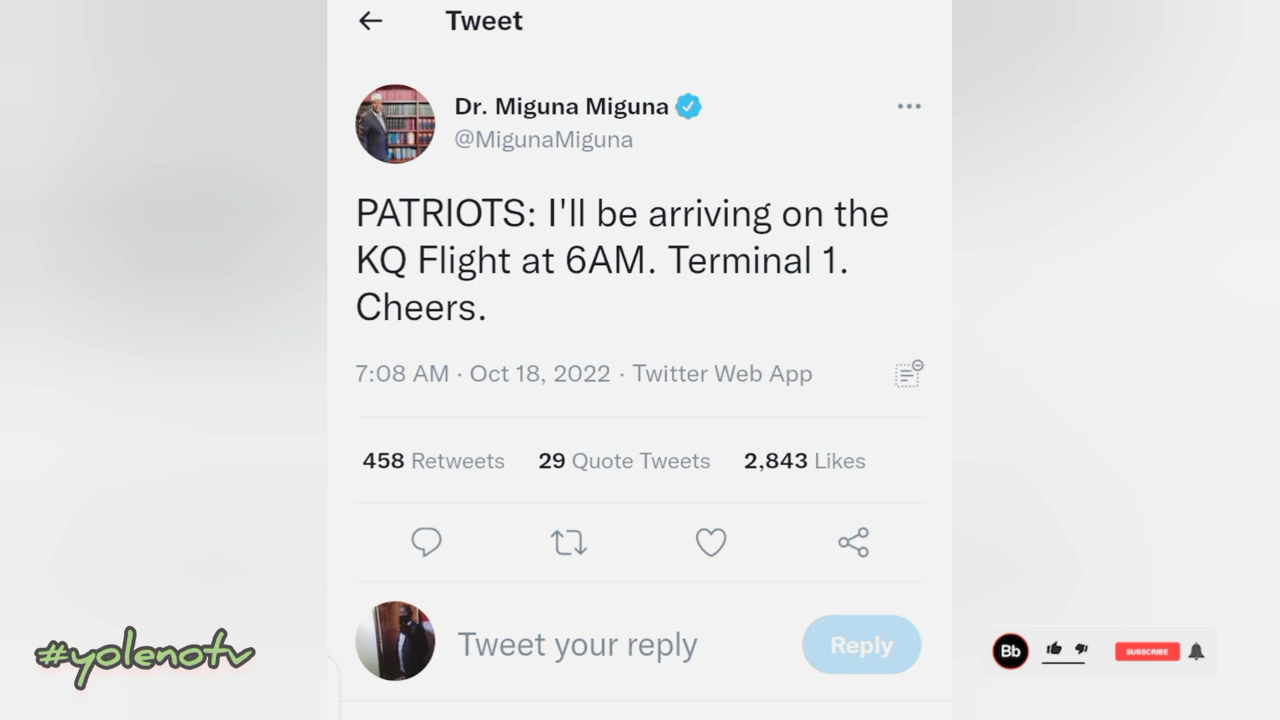 Tweet
Dr. Miguna Miguna
@MigunaMiguna
PATRIOTS: I'll be arriving on the
KQ Flight at 6AM. Terminal 1.
Cheers.
7:08 AM · Oct 18, 2022 · Twitter Web App
458 Retweets 29 Quote Tweets 2,843 Likes
Tweet your reply
Reply
#yolenotv
Bb
SUBSCRIBE